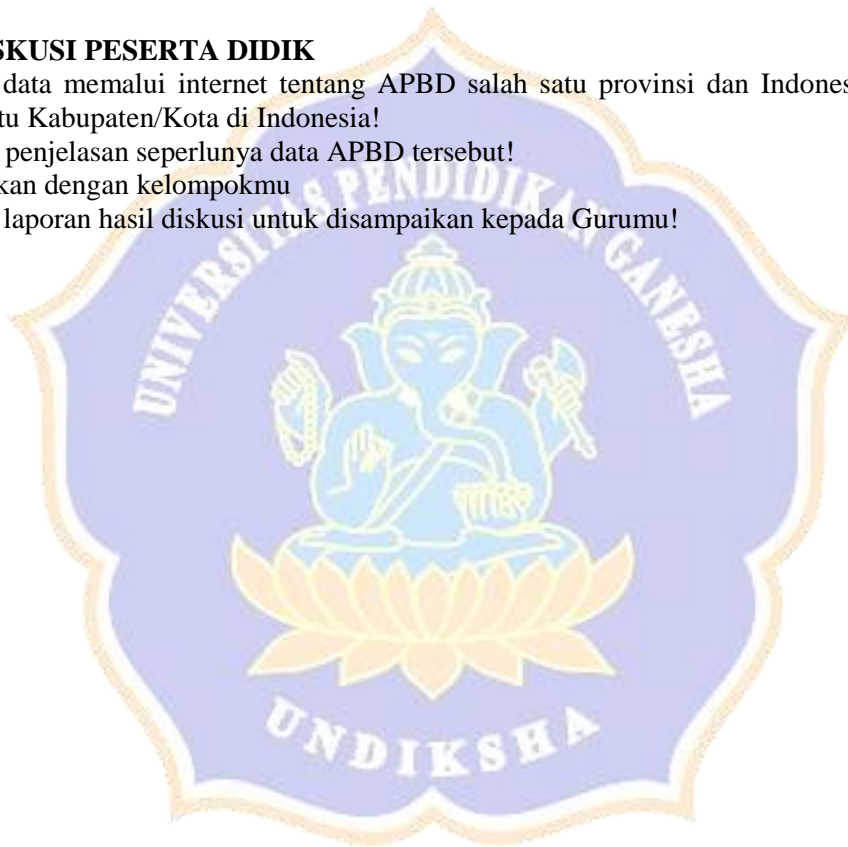 SKUSI PESERTA DIDIK
data memalui internet tentang APBD salah satu provinsi dan Indones
tu Kabupaten/Kota di Indonesia!
penjelasan seperlunya data APBD tersebut!
kan dengan kelompokmu
laporan hasil diskusi untuk disampaikan kepada Gurumu!
UNIVERSITAS PENDIDIKAN GANESHA
UNDIKSHA